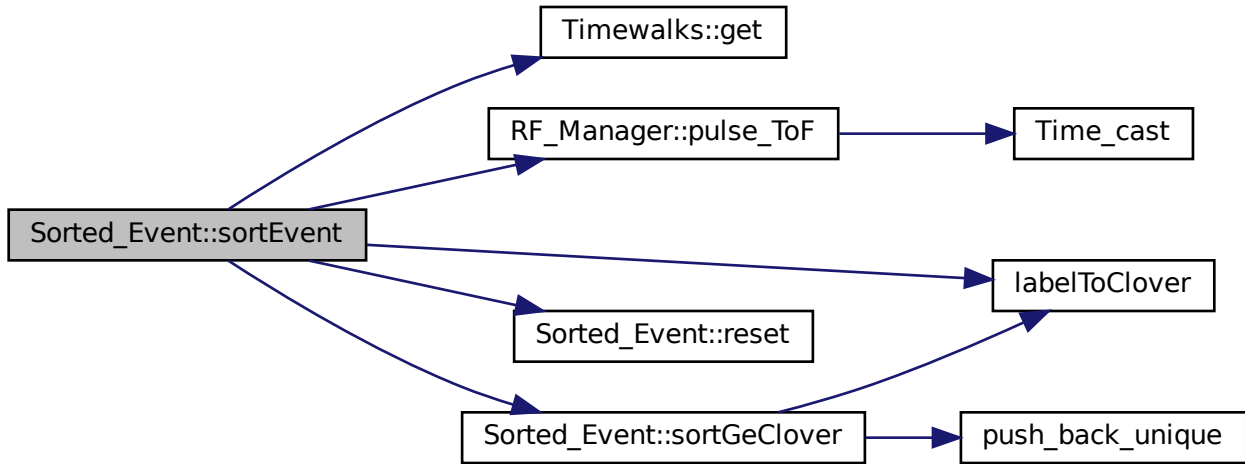 Timewalks::get
RF_Manager::pulse_ToF
Time_cast
Sorted_Event::sortEvent
labelToClover
Sorted_Event::reset
Sorted_Event::sortGeClover
push_back_unique